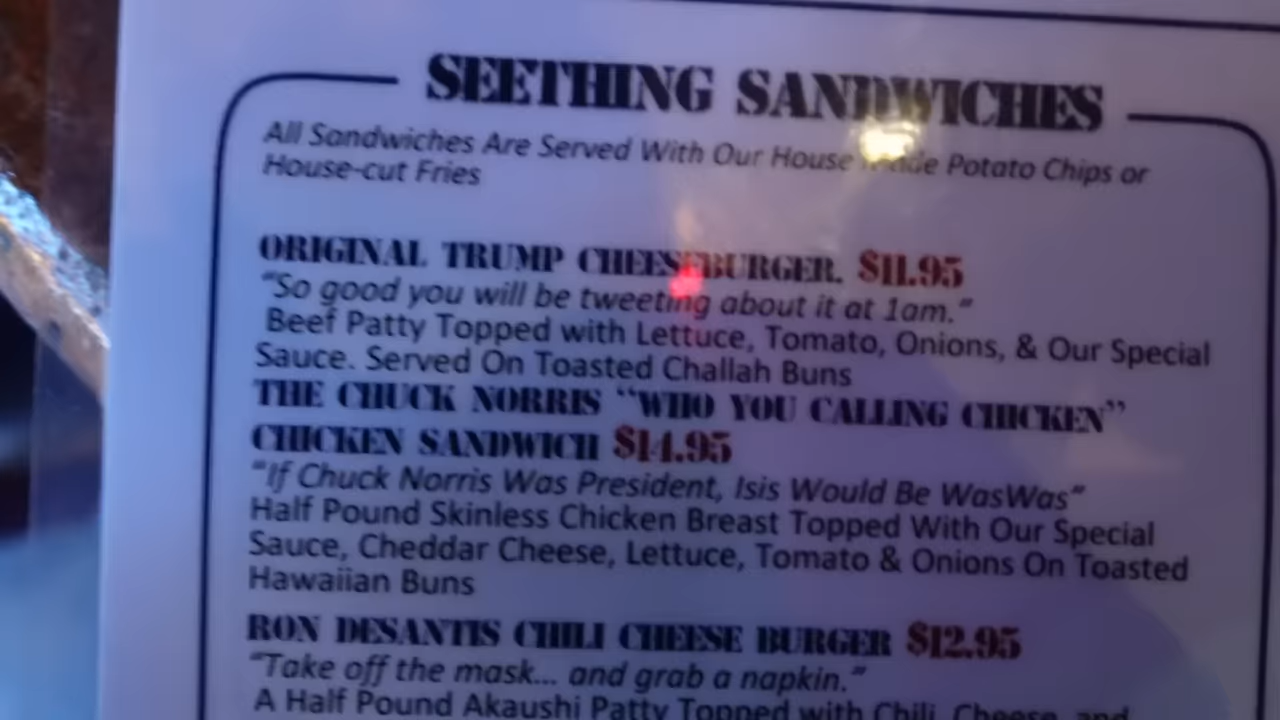 SEETHING SANDWICHES
All Sandwiches Are Served With Our House Made Potato Chips or
House-cut Fries
ORIGINAL TRUMP CHEESEBURGER. $11.95
"So good you will be tweeting about it at 1am."
Beef Patty Topped with Lettuce, Tomato, Onions, & Our Special
Sauce. Served On Toasted Challah Buns
THE CHUCK NORRIS "WHO YOU CALLING CHICKEN"
CHICKEN SANDWICH $14.95
"If Chuck Norris Was President, Isis Would Be WasWas"
Half Pound Skinless Chicken Breast Topped With Our Special
Sauce, Cheddar Cheese, Lettuce, Tomato & Onions On Toasted
Hawaiian Buns
RON DESANTIS CHILI CHEESE BURGER $12.95
"Take off the mask... and grab a napkin."
A Half Pound Akaushi Patty Topped with Chili, Cheese, and